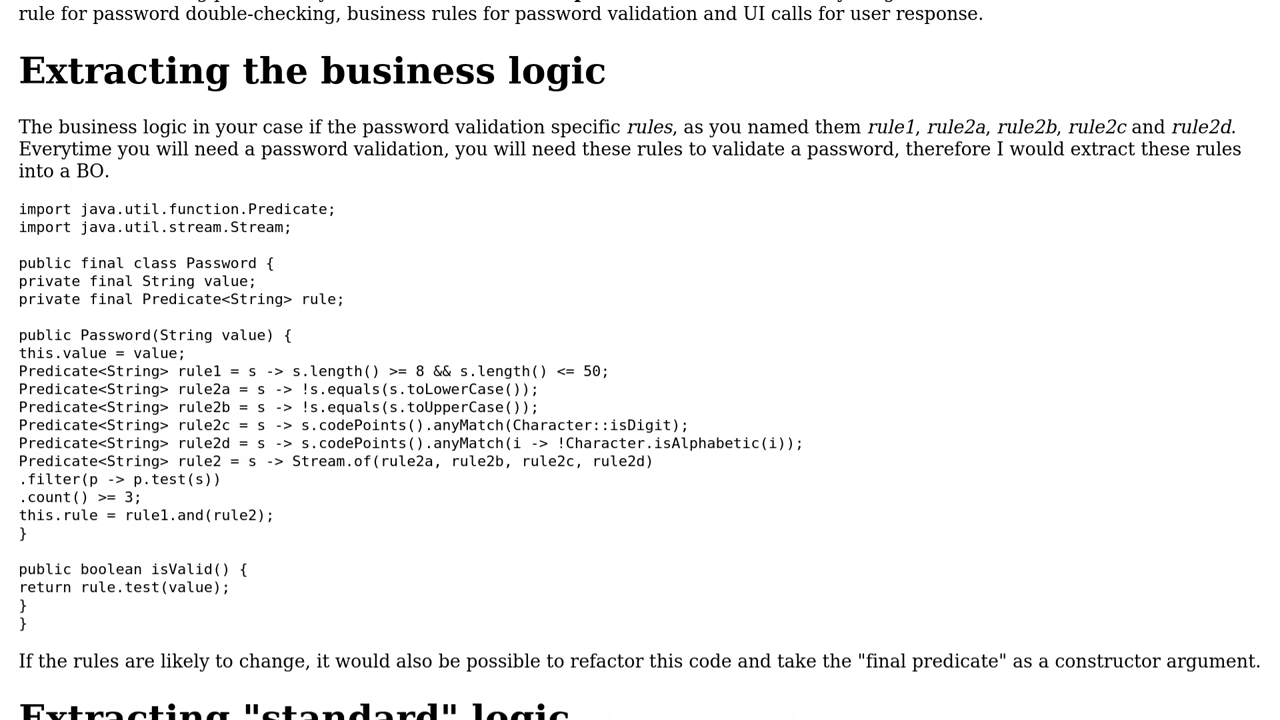 rule for password double-checking, business rules for password validation and UI calls for user response.
Extracting the business logic
The business logic in your case if the password validation specific rules, as you named them rule1, rule2a, rule2b, rule2c and rule2d.
Everytime you will need a password validation, you will need these rules to validate a password, therefore I would extract these rules
into a BO.
import java.util.function.Predicate;
import java.util.stream.Stream;
public final class Password {
private final String value;
private final Predicate<String> rule;
public Password(String value) {
this.value = value;
Predicate<String> rule1 = s -> s.length() >= 8 && s.length() <= 50;
Predicate<String> rule2a = s -> !s.equals(s.toLowerCase());
Predicate<String> rule2b = s -> !s.equals(s.toUpperCase());
Predicate<String> rule2c = s -> s.codePoints().anyMatch(Character::isDigit);
Predicate<String> rule2d = s -> s.codePoints().anyMatch(i -> !Character.isAlphabetic(i));
Predicate<String> rule2 = s -> Stream.of(rule2a, rule2b, rule2c, rule2d)
.filter(p -> p.test(s))
.count() >= 3;
this.rule = rule1.and(rule2);
}
public boolean isValid() {
return rule.test(value);
}
}
If the rules are likely to change, it would also be possible to refactor this code and take the "final predicate" as a constructor argument.
Extracting "standard" logic